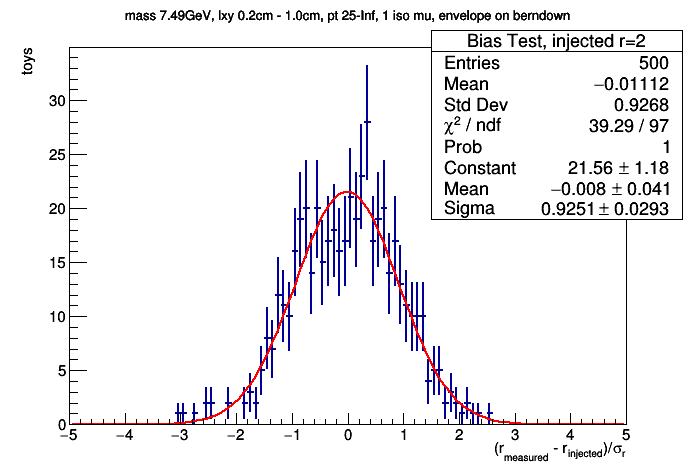 mass 7.49GeV, lxy 0.2cm - 1.0cm, pt 25-Inf, 1 iso mu, envelope on berndown
Bias Test, injected r=2
Entries 500
Mean −0.01112
Std Dev 0.9268
χ² / ndf 39.29 / 97
Prob 1
Constant 21.56 ± 1.18
Mean −0.008 ± 0.041
Sigma 0.9251 ± 0.0293
toys
30
25
20
15
10
5
0
−5 −4 −3 −2 −1 0 1 2 3 4 5
(r_measured - r_injected)/σ_r